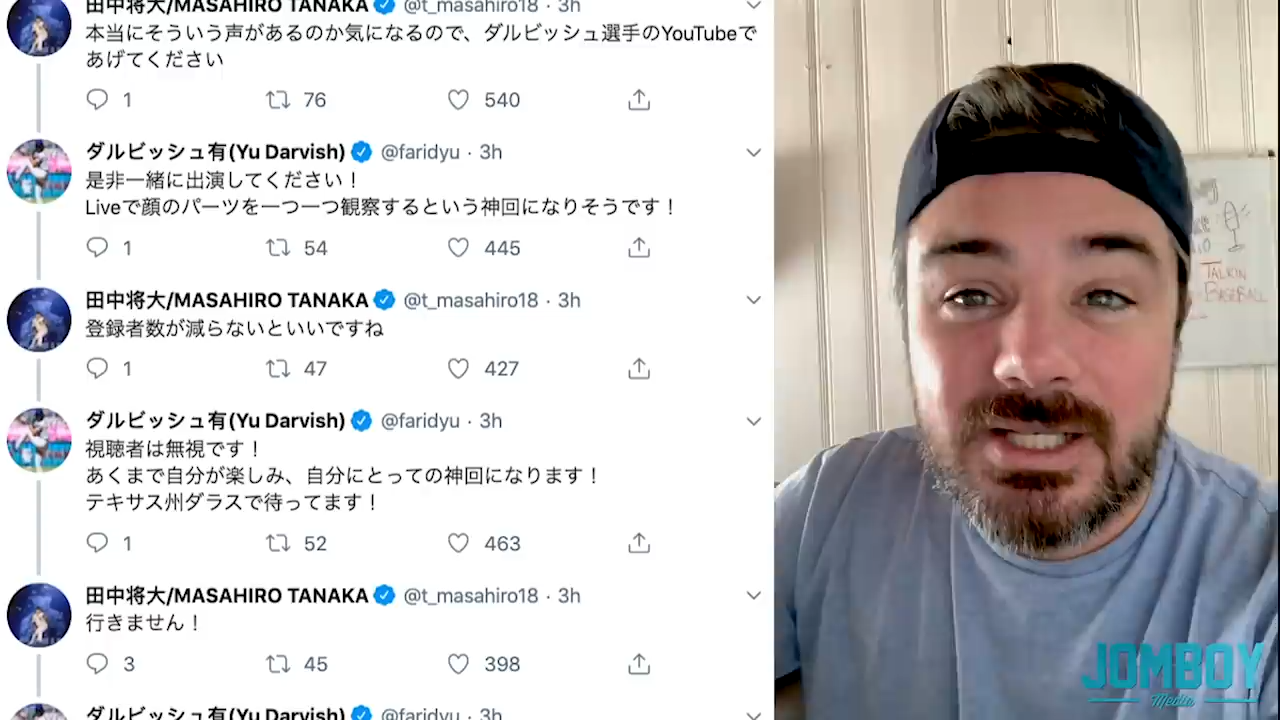 田中将大/MASAHIRO TANAKA @t_masahiro18 · 3h
本当にそういう声があるのか気になるので、ダルビッシュ選手のYouTubeで
あげてください
1 76 540
ダルビッシュ有(Yu Darvish) @faridyu · 3h
是非一緒に出演してください！
Liveで顔のパーツを一つ一つ観察するという神回になりそうです！
1 54 445
田中将大/MASAHIRO TANAKA @t_masahiro18 · 3h
登録者数が減らないといいですね
1 47 427
ダルビッシュ有(Yu Darvish) @faridyu · 3h
視聴者は無視です！
あくまで自分が楽しみ、自分にとっての神回になります！
テキサス州ダラスで待ってます！
1 52 463
田中将大/MASAHIRO TANAKA @t_masahiro18 · 3h
行きません！
3 45 398
ダルビッシュ有(Yu Darvish) @faridyu · 3h
TALKIN
BASEBALL
JOMBOY
Media